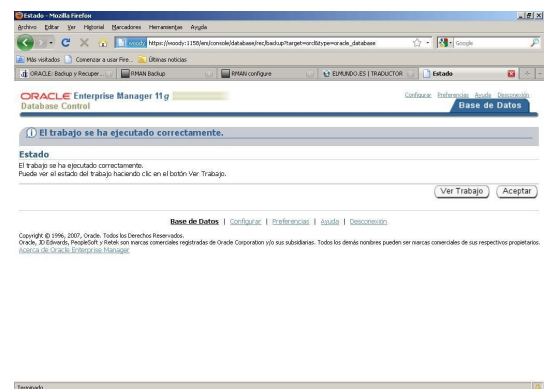 Estado - Mozilla Firefox
Archivo Editar Ver Historial Marcadores Herramientas Ayuda
woody https://woody:1158/em/console/database/rec/backup?target=orcl&type=oracle_database
Google
Más visitados Comenzar a usar Fire... Últimas noticias
ORACLE: Backup y Recuper... RMAN Backup RMAN configure ELMUNDO.ES | TRADUCTOR Estado
ORACLE Enterprise Manager 11g
Database Control
Configurar Preferencias Ayuda Desconexión
Base de Datos
El trabajo se ha ejecutado correctamente.
Estado
El trabajo se ha ejecutado correctamente.
Puede ver el estado del trabajo haciendo clic en el botón Ver Trabajo.
Ver Trabajo Aceptar
Base de Datos | Configurar | Preferencias | Ayuda | Desconexión
Copyright © 1996, 2007, Oracle. Todos los Derechos Reservados.
Oracle, JD Edwards, PeopleSoft y Retek son marcas comerciales registradas de Oracle Corporation y/o sus subsidiarias. Todos los demás nombres pueden ser marcas comerciales de sus respectivos propietarios.
Acerca de Oracle Enterprise Manager
Terminado